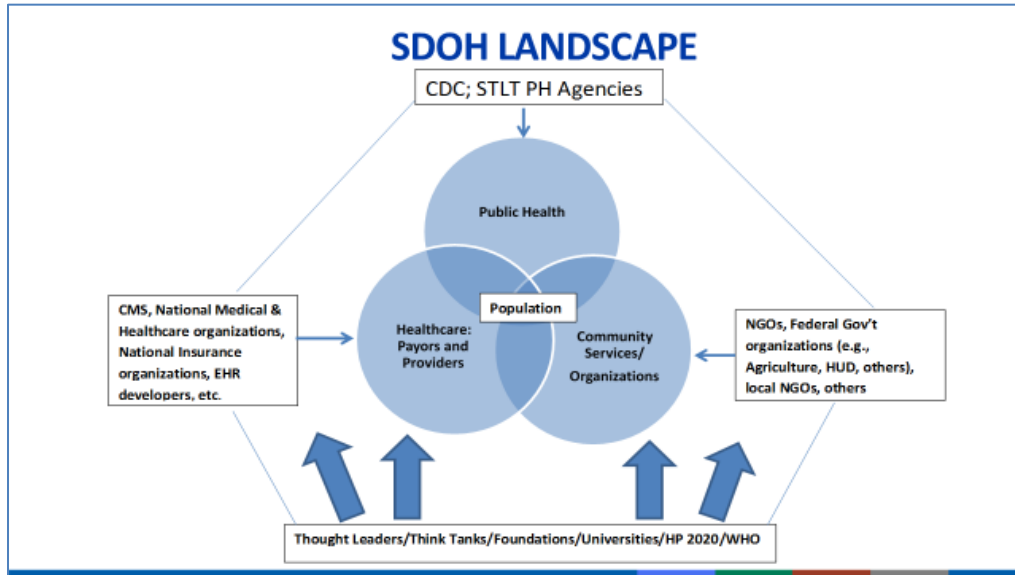 SDOH LANDSCAPE
CDC; STLT PH Agencies
Public Health
Population
CMS, National Medical &
Healthcare organizations,
National Insurance
organizations, EHR
developers, etc.
Healthcare:
Payors and
Providers
Community
Services/
Organizations
NGOs, Federal Gov't
organizations (e.g.,
Agriculture, HUD, others),
local NGOs, others
Thought Leaders/Think Tanks/Foundations/Universities/HP 2020/WHO